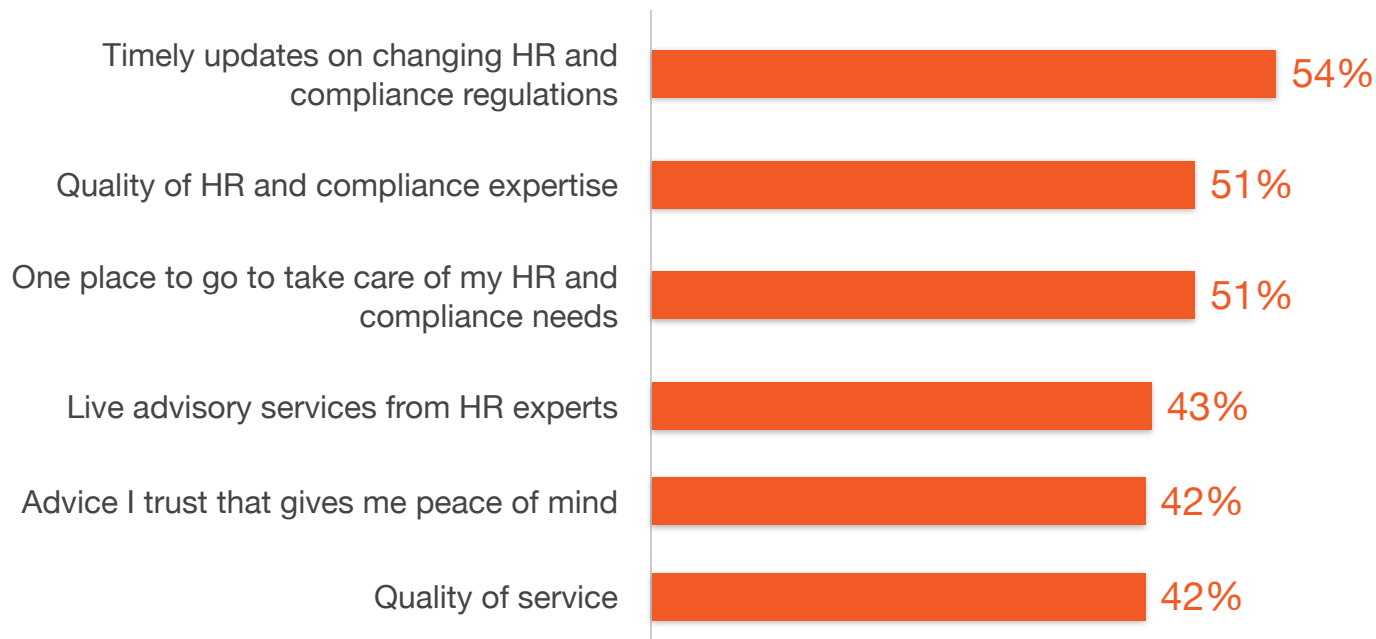 Timely updates on changing HR and
compliance regulations
54%
Quality of HR and compliance expertise
51%
One place to go to take care of my HR and
compliance needs
51%
Live advisory services from HR experts
43%
Advice I trust that gives me peace of mind
42%
Quality of service
42%